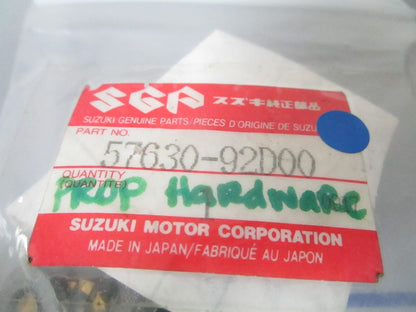 SGP スズキ純正部品
SUZUKI GENUINE PARTS/PIECES D'ORIGINE DE SUZU
PART NO.
57630-92D00
QUANTITY
(QUANTITÉ)
PROP HARDWARE
SUZUKI MOTOR CORPORATION
MADE IN JAPAN/FABRIQUÉ AU JAPON